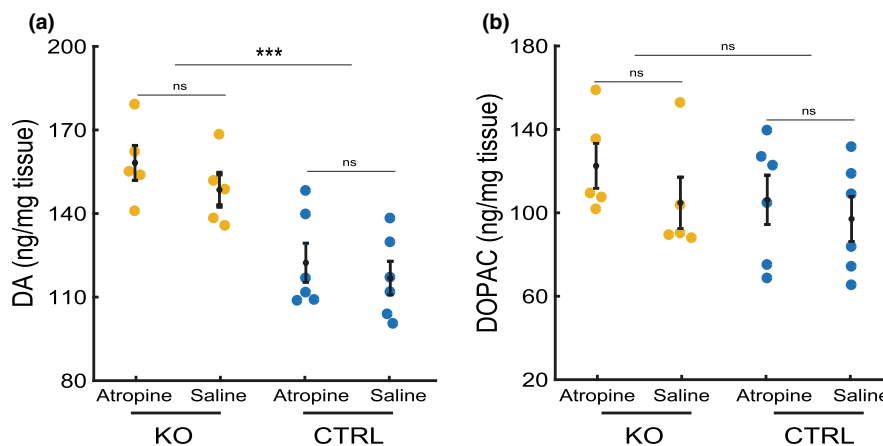 (a)
DA (ng/mg tissue)
200
170
140
110
80
***
ns
ns
Atropine Saline Atropine Saline
KO CTRL
(b)
DOPAC (ng/mg tissue)
180
140
100
60
20
ns
ns
ns
Atropine Saline Atropine Saline
KO CTRL